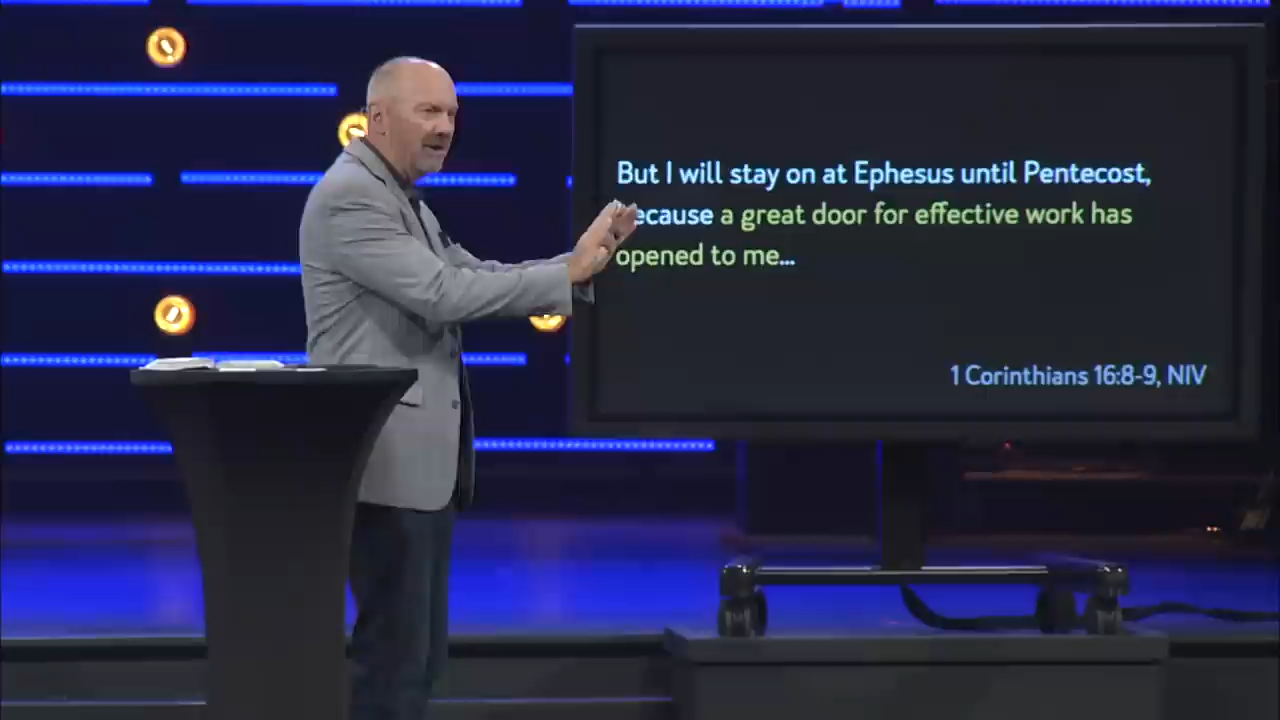 But I will stay on at Ephesus until Pentecost,
ecause a great door for effective work has
opened to me...
1 Corinthians 16:8-9, NIV